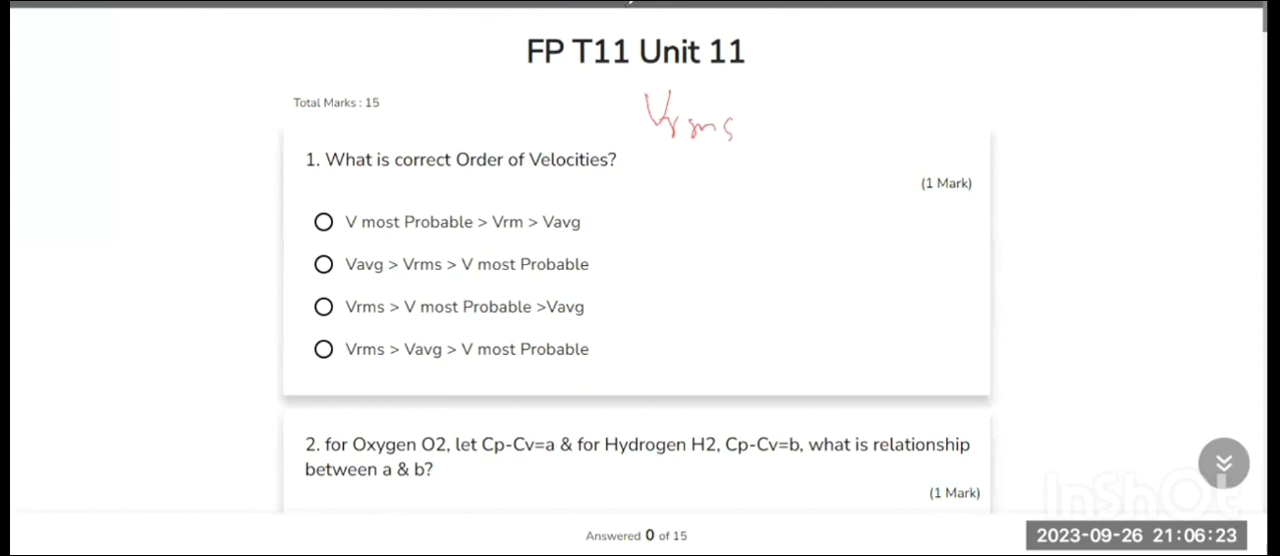 FP T11 Unit 11
Total Marks : 15
Vrms
1. What is correct Order of Velocities?
(1 Mark)
V most Probable > Vrm > Vavg
Vavg > Vrms > V most Probable
Vrms > V most Probable >Vavg
Vrms > Vavg > V most Probable
2. for Oxygen O2, let Cp-Cv=a & for Hydrogen H2, Cp-Cv=b, what is relationship
between a & b?
(1 Mark)
InShOt
Answered 0 of 15
2023-09-26 21:06:23